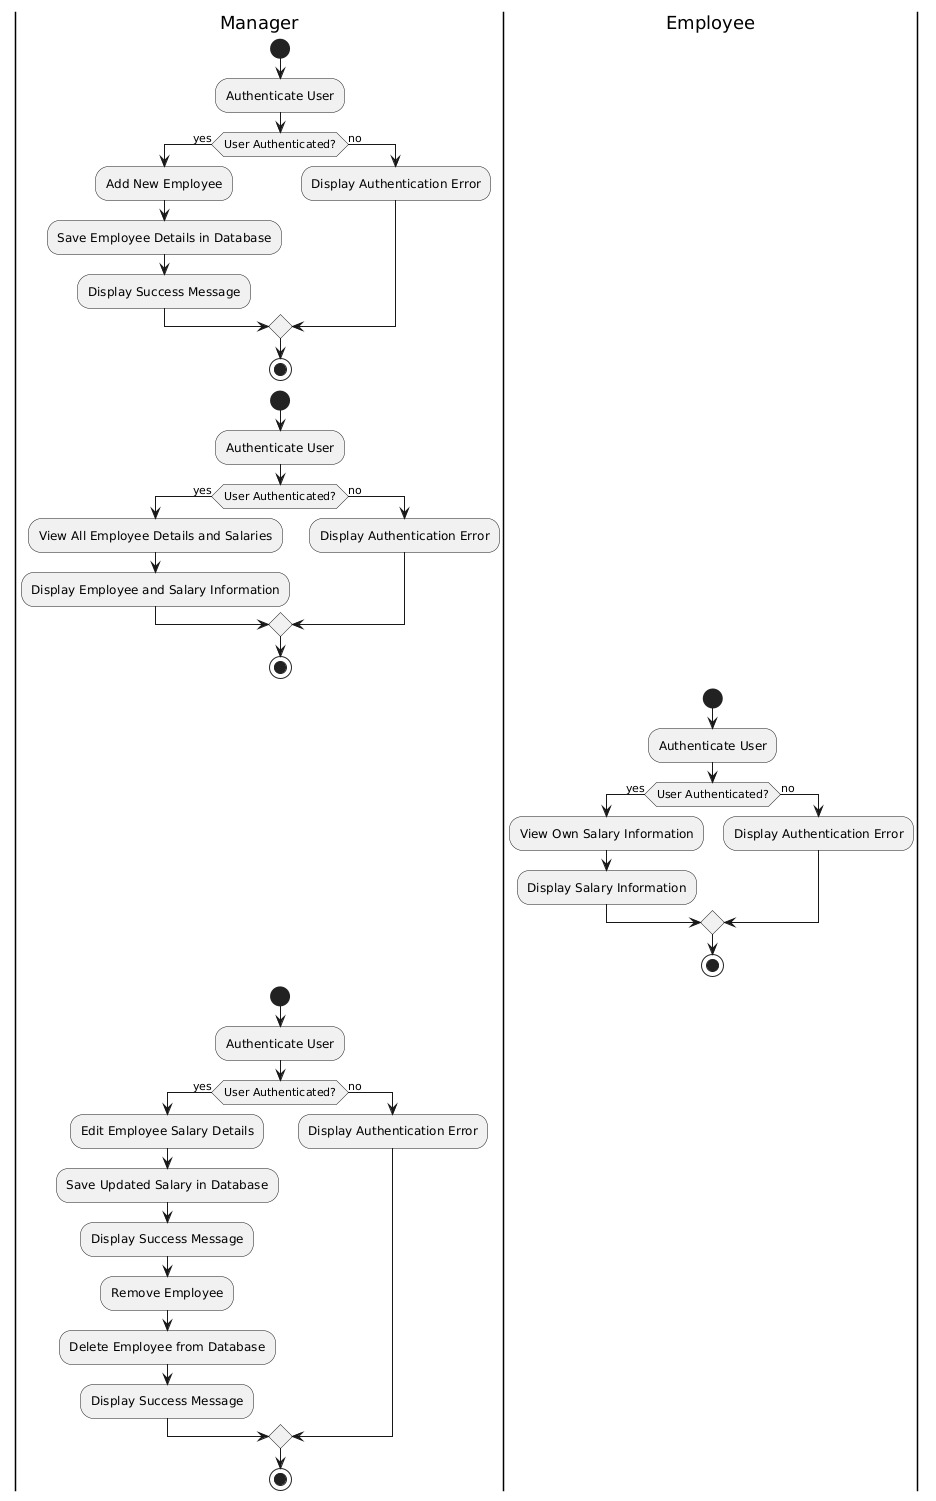 Manager
Employee
Authenticate User
yes
User Authenticated?
no
Add New Employee
Display Authentication Error
Save Employee Details in Database
Display Success Message
Authenticate User
yes
User Authenticated?
no
View All Employee Details and Salaries
Display Authentication Error
Display Employee and Salary Information
Authenticate User
yes
User Authenticated?
no
View Own Salary Information
Display Authentication Error
Display Salary Information
Authenticate User
yes
User Authenticated?
no
Edit Employee Salary Details
Display Authentication Error
Save Updated Salary in Database
Display Success Message
Remove Employee
Delete Employee from Database
Display Success Message